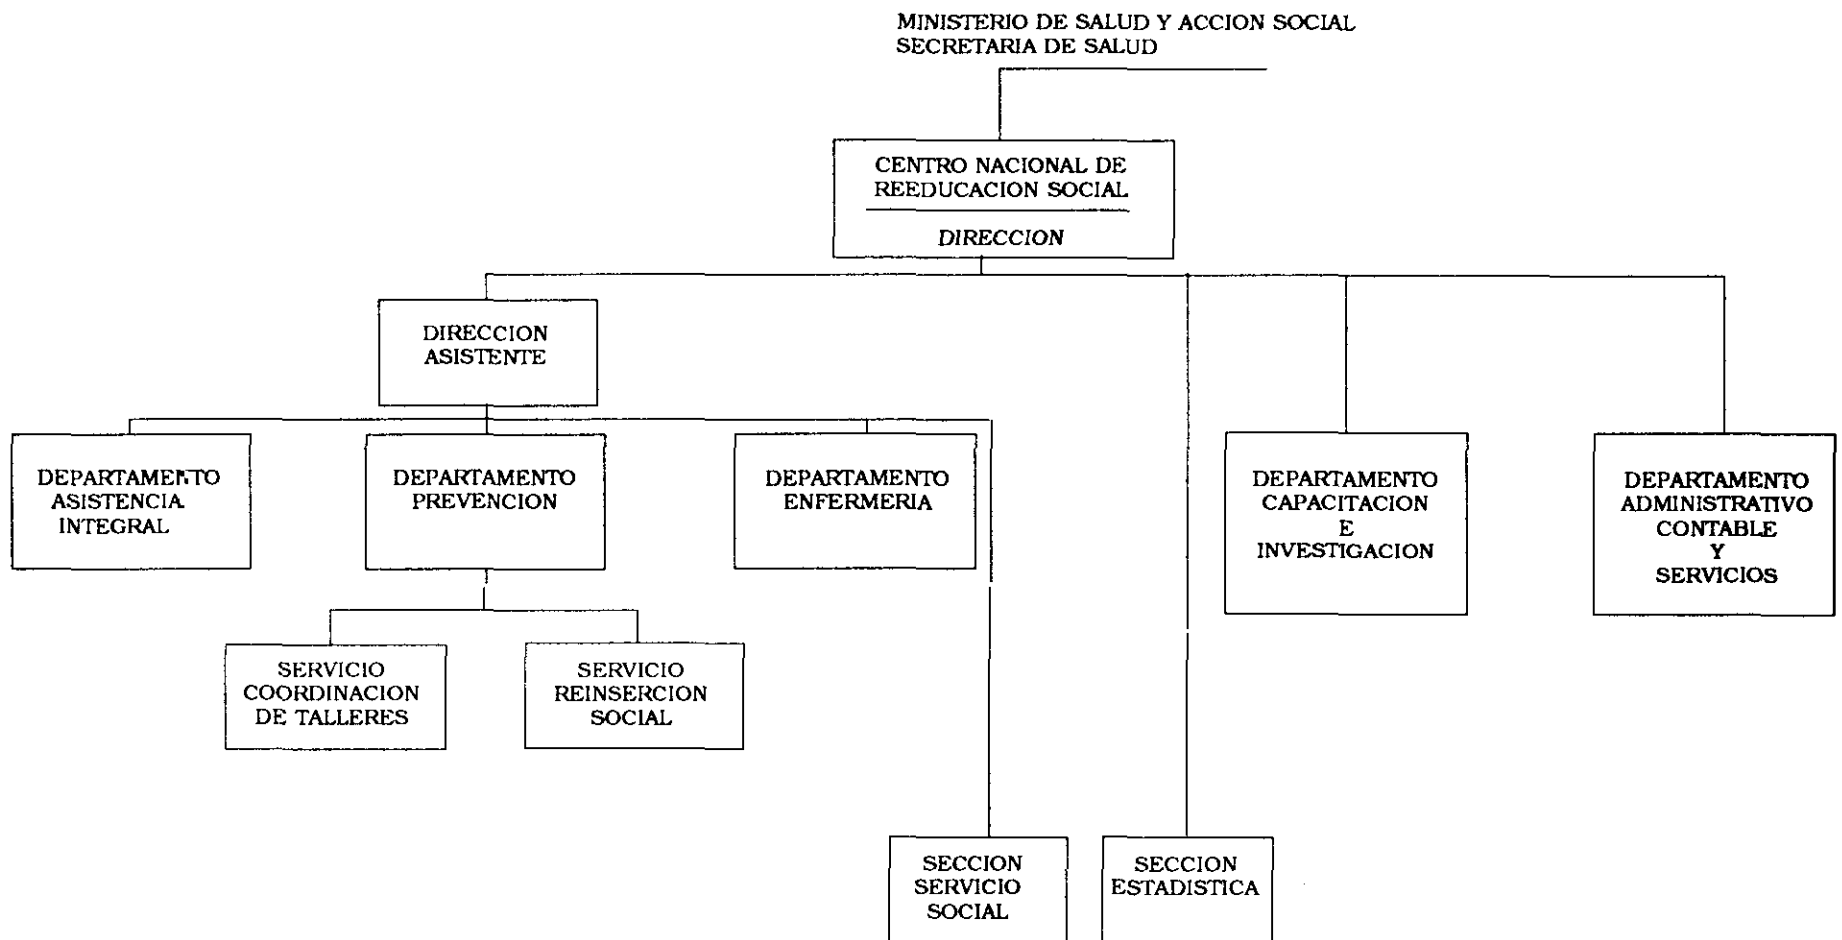 MINISTERIO DE SALUD Y ACCION SOCIAL
SECRETARIA DE SALUD
CENTRO NACIONAL DE
REEDUCACION SOCIAL
DIRECCION
DIRECCION
ASISTENTE
DEPARTAMENTO
ASISTENCIA
INTEGRAL
DEPARTAMENTO
PREVENCION
DEPARTAMENTO
ENFERMERIA
DEPARTAMENTO
CAPACITACION
E
INVESTIGACION
DEPARTAMENTO
ADMINISTRATIVO
CONTABLE
Y
SERVICIOS
SERVICIO
COORDINACION
DE TALLERES
SERVICIO
REINSERCION
SOCIAL
SECCION
SERVICIO
SOCIAL
SECCION
ESTADISTICA